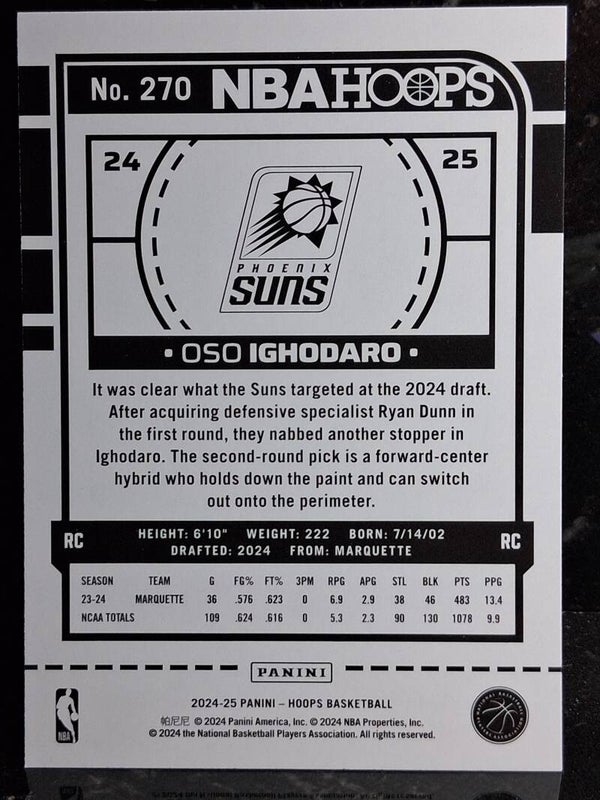 No. 270 NBA HOOPS
24 25
PHOENIX
SUNS
• OSO IGHODARO •
It was clear what the Suns targeted at the 2024 draft.
After acquiring defensive specialist Ryan Dunn in
the first round, they nabbed another stopper in
Ighodaro. The second-round pick is a forward-center
hybrid who holds down the paint and can switch
out onto the perimeter.
RC HEIGHT: 6'10" WEIGHT: 222 BORN: 7/14/02 RC
DRAFTED: 2024 FROM: MARQUETTE
SEASON TEAM G FG% FT% 3PM RPG APG STL BLK PTS PPG
23-24 MARQUETTE 36 .576 .623 0 6.9 2.9 38 46 483 13.4
NCAA TOTALS 109 .624 .616 0 5.3 2.3 90 130 1078 9.9
PANINI
2024-25 PANINI – HOOPS BASKETBALL
帕尼尼 © 2024 Panini America, Inc. © 2024 NBA Properties, Inc.
© 2024 the National Basketball Players Association. All rights reserved.
NBA
NATIONAL BASKETBALL
PLAYERS ASSOCIATION